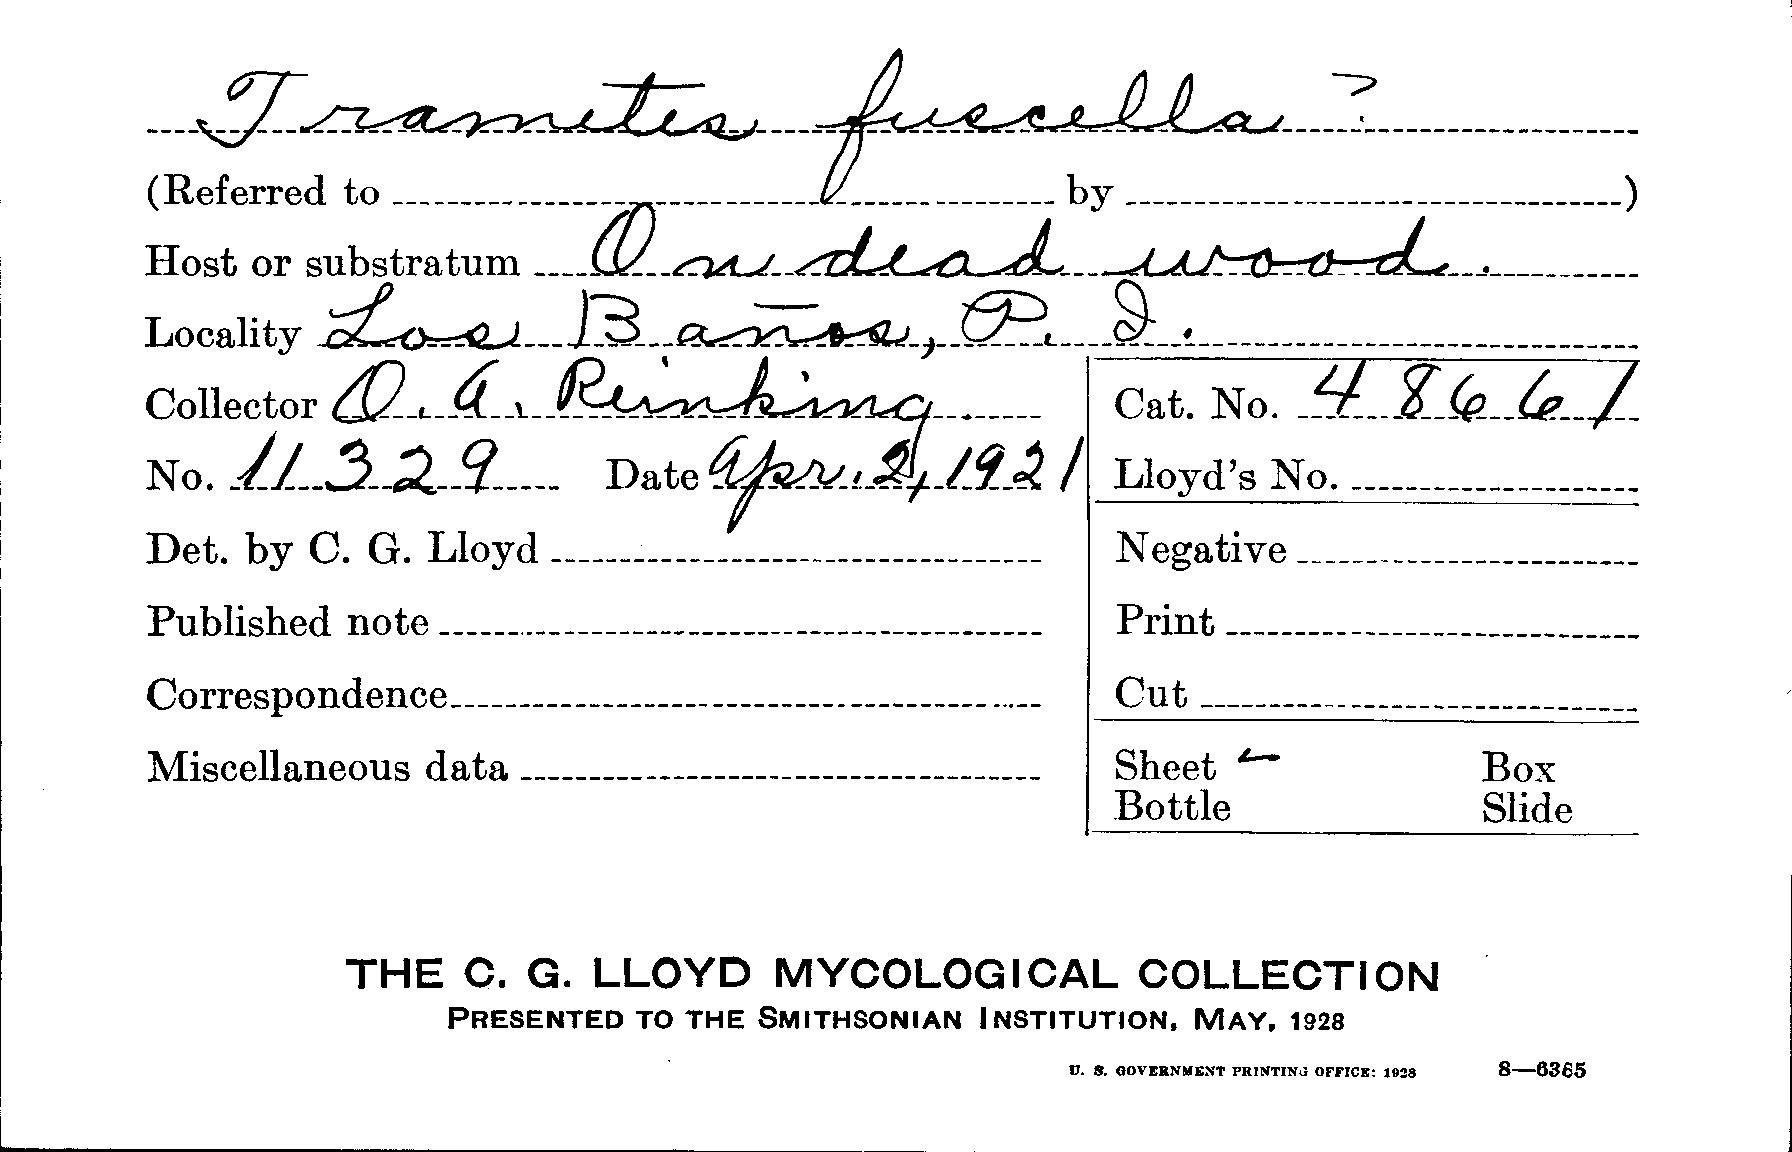 Trametes fuscella?
(Referred to by )
Host or substratum On dead wood.
Locality Los Baños, P. I.
Collector O. A. Reinking.
Cat. No. 48661
No. 11329 Date Apr. 2, 1921
Lloyd's No.
Det. by C. G. Lloyd
Negative
Published note
Print
Correspondence
Cut
Miscellaneous data
Sheet Box
Bottle Slide
THE C. G. LLOYD MYCOLOGICAL COLLECTION
PRESENTED TO THE SMITHSONIAN INSTITUTION, MAY, 1928
U. S. GOVERNMENT PRINTING OFFICE: 1928 8—6365